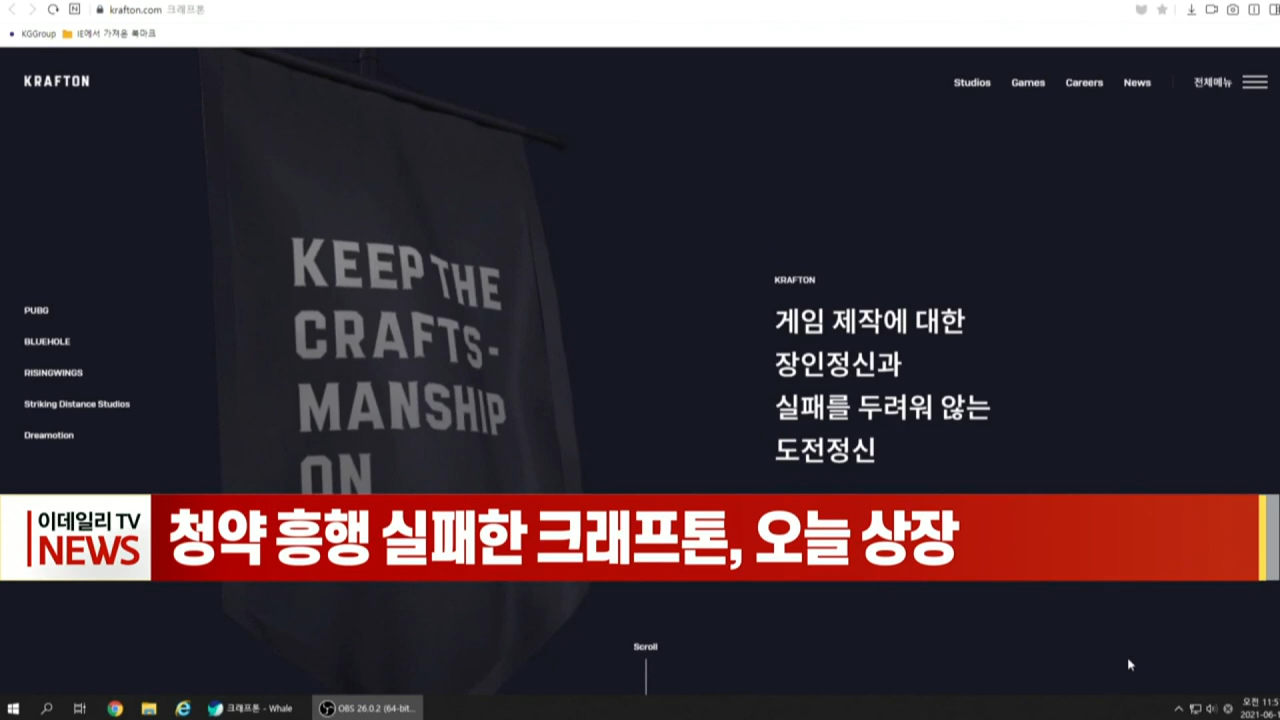 krafton.com 크래프톤
KGGroup IE에서 가져온 북마크
KRAFTON
Studios Games Careers News 전체메뉴
KEEP THE
CRAFTS-
MANSHIP
ON
PUBG
BLUEHOLE
RISINGWINGS
Striking Distance Studios
Dreamotion
KRAFTON
게임 제작에 대한
장인정신과
실패를 두려워 않는
도전정신
이데일리 TV
NEWS
청약 흥행 실패한 크래프톤, 오늘 상장
Scroll
크래프톤 - Whale OBS 26.0.2 (64-bit...
오전 11:
2021-06-